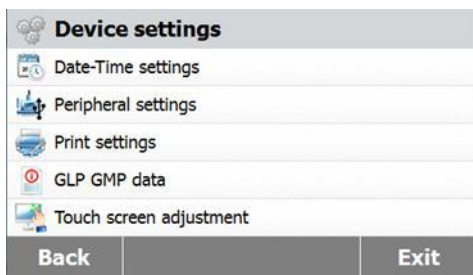 Device settings
Date-Time settings
Peripheral settings
Print settings
GLP GMP data
Touch screen adjustment
Back Exit